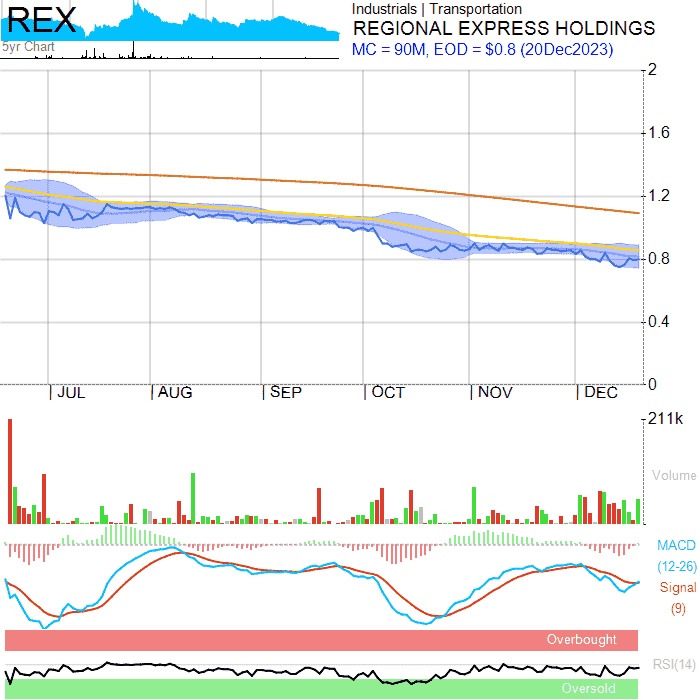 REX
5yr Chart
Industrials | Transportation
REGIONAL EXPRESS HOLDINGS
MC = 90M, EOD = $0.8 (20Dec2023)
2
1.6
1.2
0.8
0.4
0
JUL AUG SEP OCT NOV DEC
211k
Volume
MACD
(12-26)
Signal
(9)
Overbought
RSI(14)
Oversold